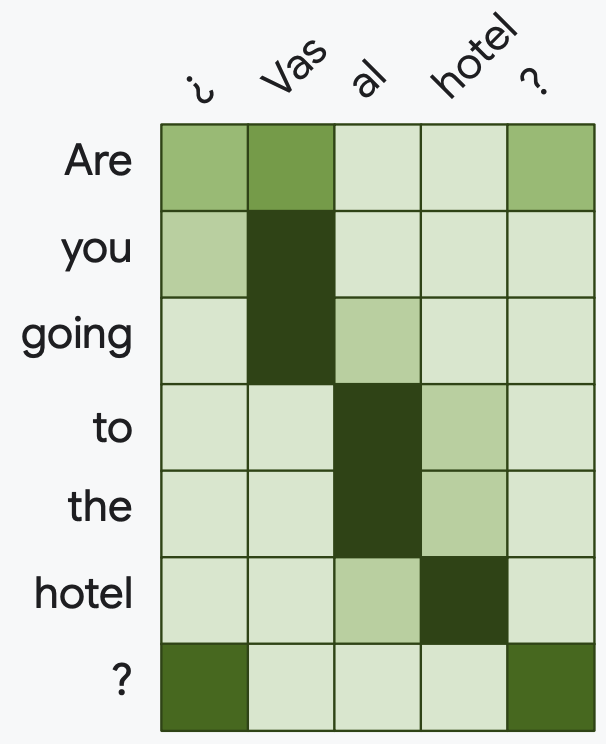 ¿ Vas al hotel ?
Are
you
going
to
the
hotel
?